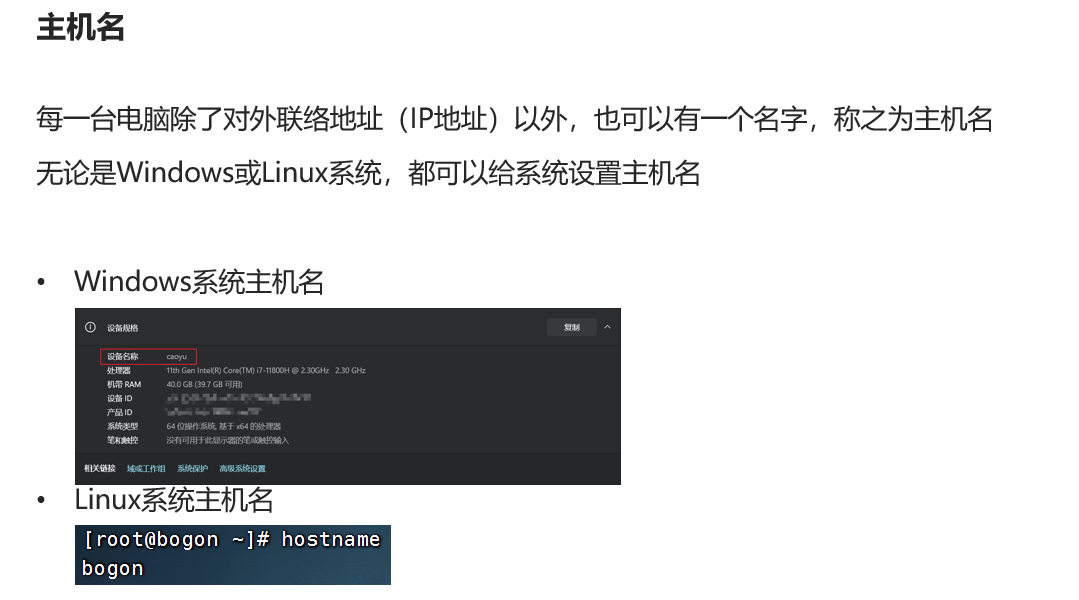 主机名
每一台电脑除了对外联络地址（IP地址）以外，也可以有一个名字，称之为主机名
无论是Windows或Linux系统，都可以给系统设置主机名
• Windows系统主机名
设备规格 复制
设备名称 caoyu
处理器 11th Gen Intel(R) Core(TM) i7-11800H @ 2.30GHz 2.30 GHz
机带 RAM 40.0 GB (39.7 GB 可用)
设备 ID
产品 ID
系统类型 64 位操作系统, 基于 x64 的处理器
笔和触控 没有可用于此显示器的笔或触控输入
相关链接 域或工作组 系统保护 高级系统设置
• Linux系统主机名
[root@bogon ~]# hostname
bogon